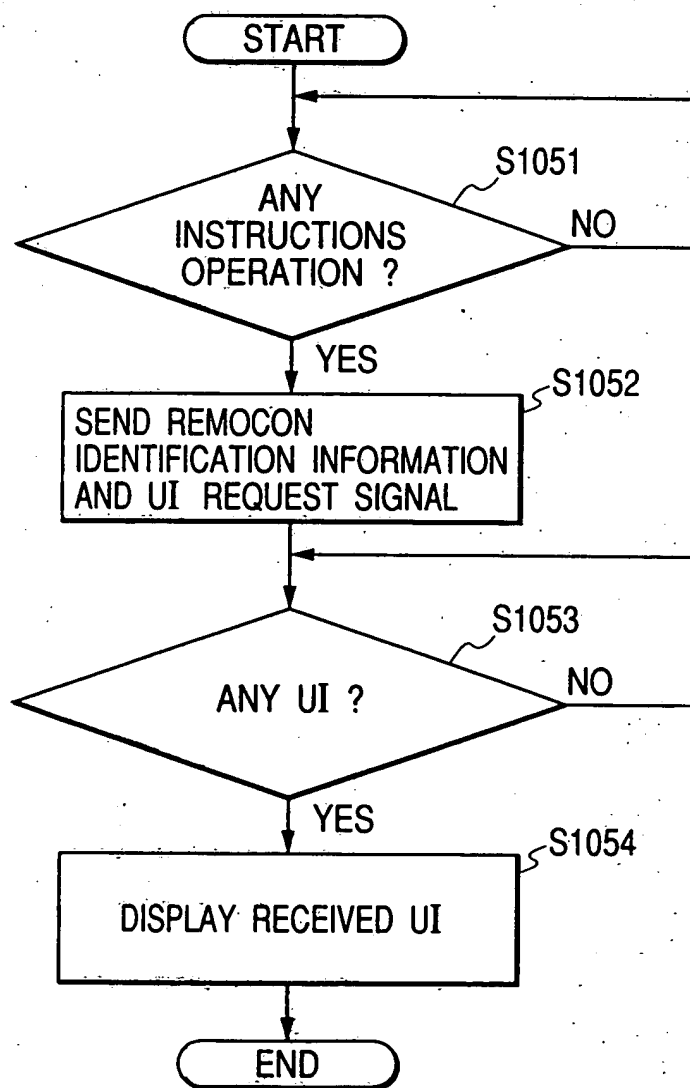 START
S1051
ANY
INSTRUCTIONS
OPERATION ?
NO
YES
S1052
SEND REMOCON
IDENTIFICATION INFORMATION
AND UI REQUEST SIGNAL
S1053
ANY UI ?
NO
YES
S1054
DISPLAY RECEIVED UI
END